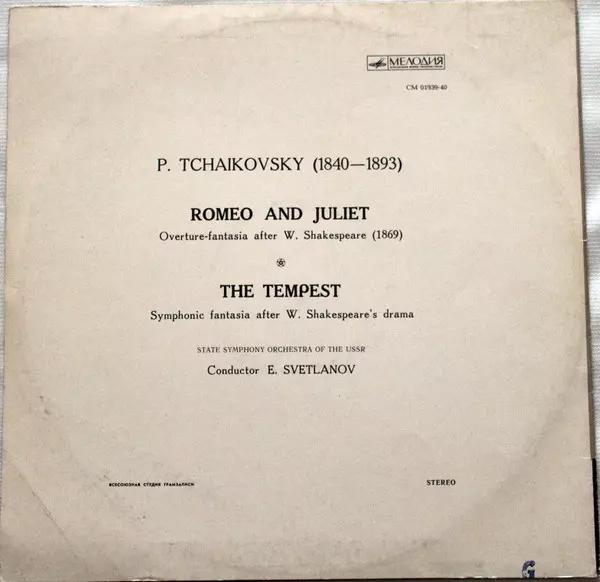 МЕЛОДИЯ
СМ 01939-40
P. TCHAIKOVSKY (1840—1893)
ROMEO AND JULIET
Overture-fantasia after W. Shakespeare (1869)
THE TEMPEST
Symphonic fantasia after W. Shakespeare's drama
STATE SYMPHONY ORCHESTRA OF THE USSR
Conductor E. SVETLANOV
ВСЕСОЮЗНАЯ СТУДИЯ ГРАМЗАПИСИ
STEREO
G